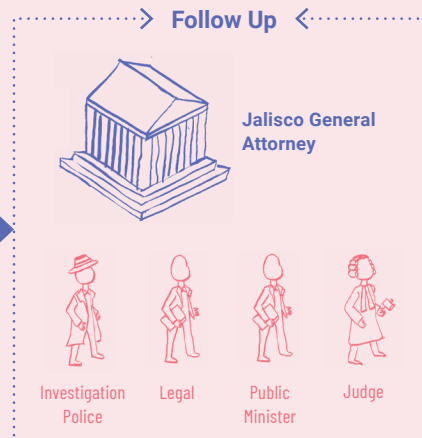 Follow Up
Jalisco General
Attorney
Investigation
Police
Legal
Public
Minister
Judge